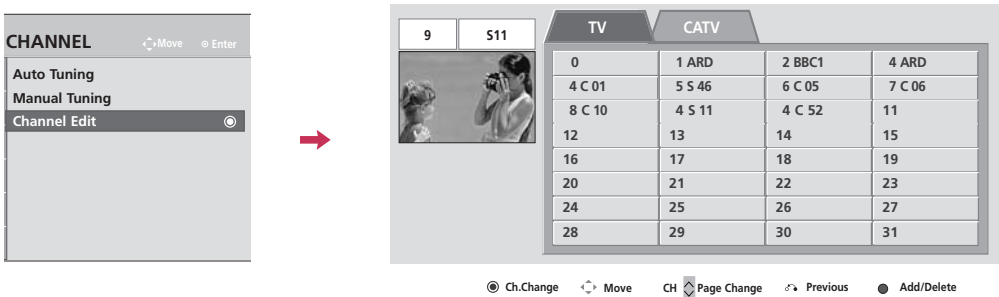 CHANNEL Move Enter
Auto Tuning
Manual Tuning
Channel Edit
9 S11
TV CATV
0 1 ARD 2 BBC1 4 ARD
4 C 01 5 S 46 6 C 05 7 C 06
8 C 10 4 S 11 4 C 52 11
12 13 14 15
16 17 18 19
20 21 22 23
24 25 26 27
28 29 30 31
Ch.Change Move CH Page Change Previous Add/Delete